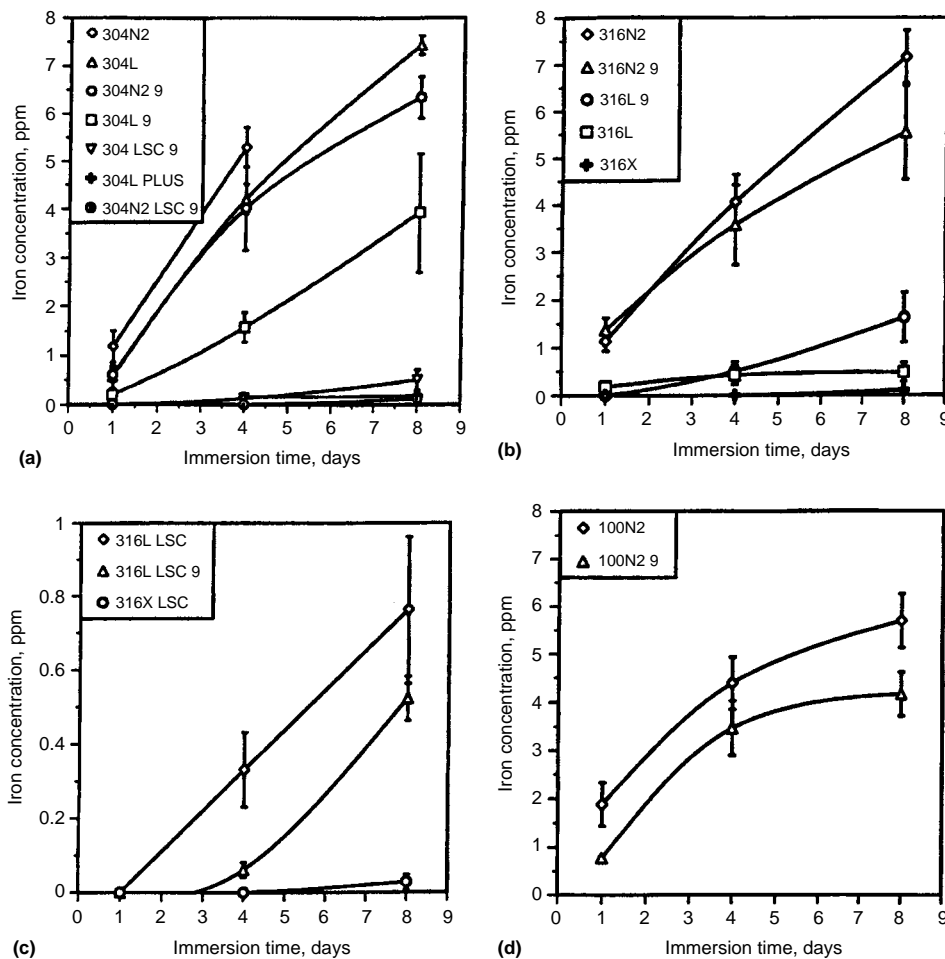 8
7
6
5
4
3
2
1
0
Iron concentration, ppm
304N2
304L
304N2 9
304L 9
304 LSC 9
304L PLUS
304N2 LSC 9
0 1 2 3 4 5 6 7 8 9
(a)
Immersion time, days
8
7
6
5
4
3
2
1
0
Iron concentration, ppm
316N2
316N2 9
316L 9
316L
316X
0 1 2 3 4 5 6 7 8 9
(b)
Immersion time, days
1
0.8
0.6
0.4
0.2
0
Iron concentration, ppm
316L LSC
316L LSC 9
316X LSC
0 1 2 3 4 5 6 7 8 9
(c)
Immersion time, days
8
7
6
5
4
3
2
1
0
Iron concentration, ppm
100N2
100N2 9
0 1 2 3 4 5 6 7 8 9
(d)
Immersion time, days